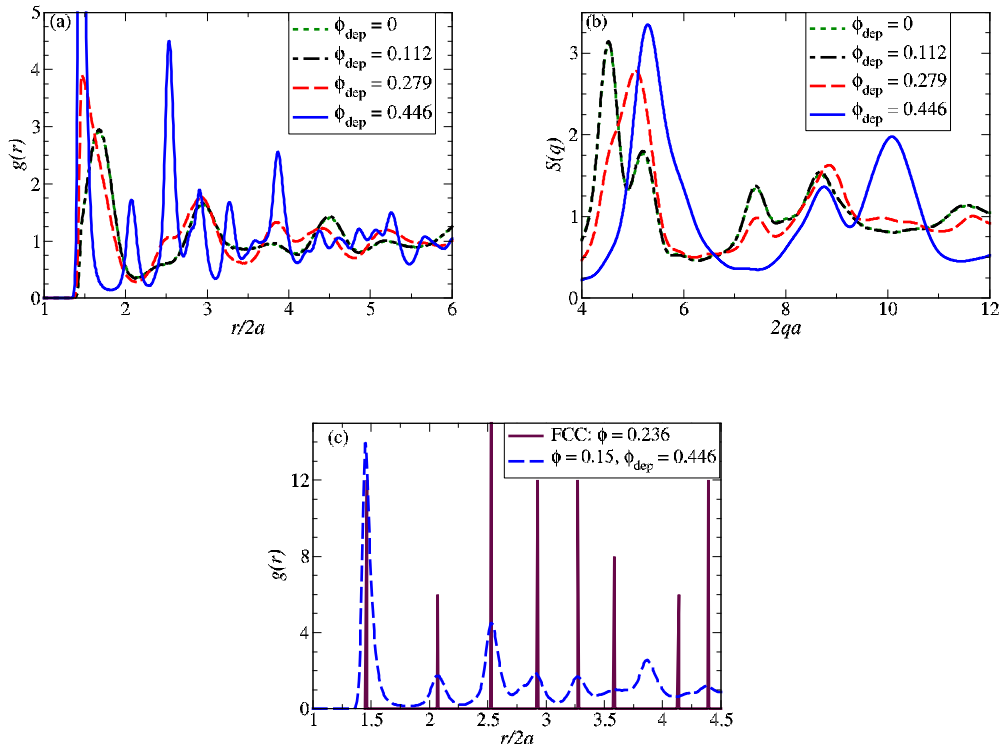 (a)
ϕdep = 0
ϕdep = 0.112
ϕdep = 0.279
ϕdep = 0.446
5
4
3
2
1
0
g(r)
1 2 3 4 5 6
r/2a
(b)
ϕdep = 0
ϕdep = 0.112
ϕdep = 0.279
ϕdep = 0.446
3
2
1
0
S(q)
4 6 8 10 12
2qa
(c)
FCC: ϕ = 0.236
ϕ = 0.15, ϕdep = 0.446
12
8
4
0
g(r)
1 1.5 2 2.5 3 3.5 4 4.5
r/2a